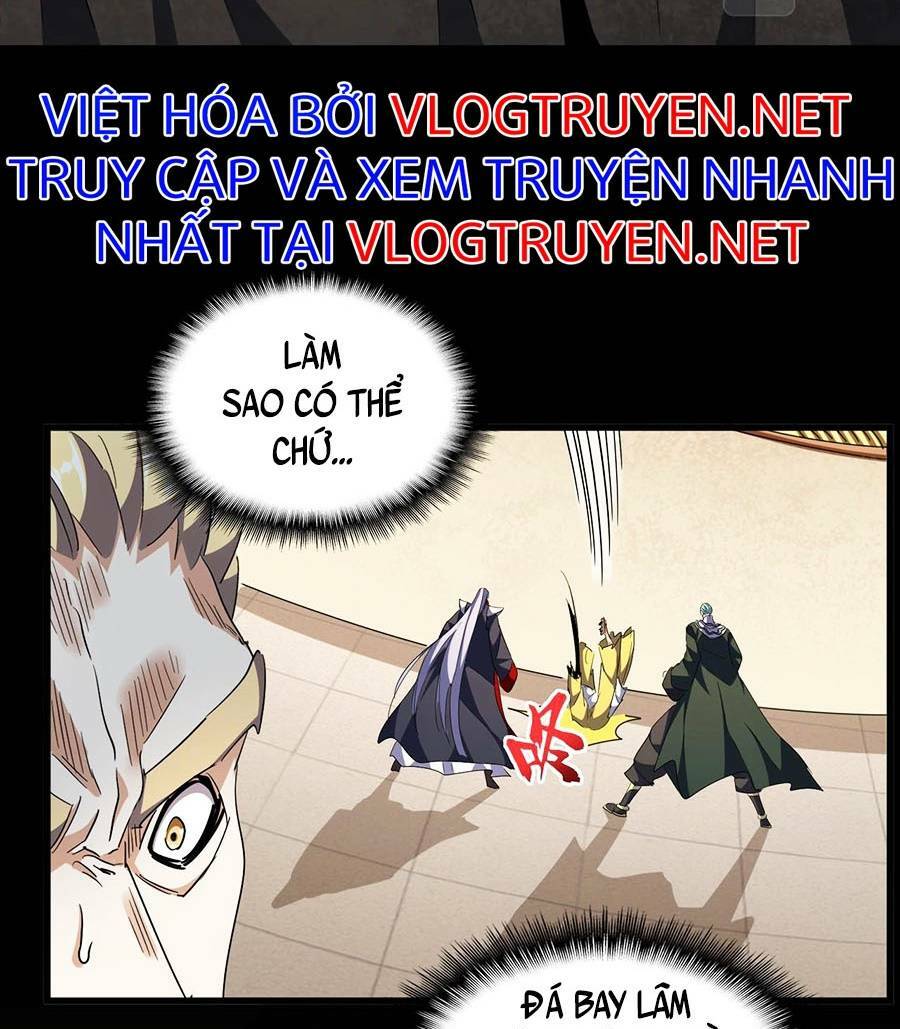 VIỆT HÓA BỞI VLOGTRUYEN.NET
TRUY CẬP VÀ XEM TRUYỆN NHANH
NHẤT TẠI VLOGTRUYEN.NET
LÀM
SAO CÓ THỂ
CHỨ...
咚
ĐÁ BAY LÂM